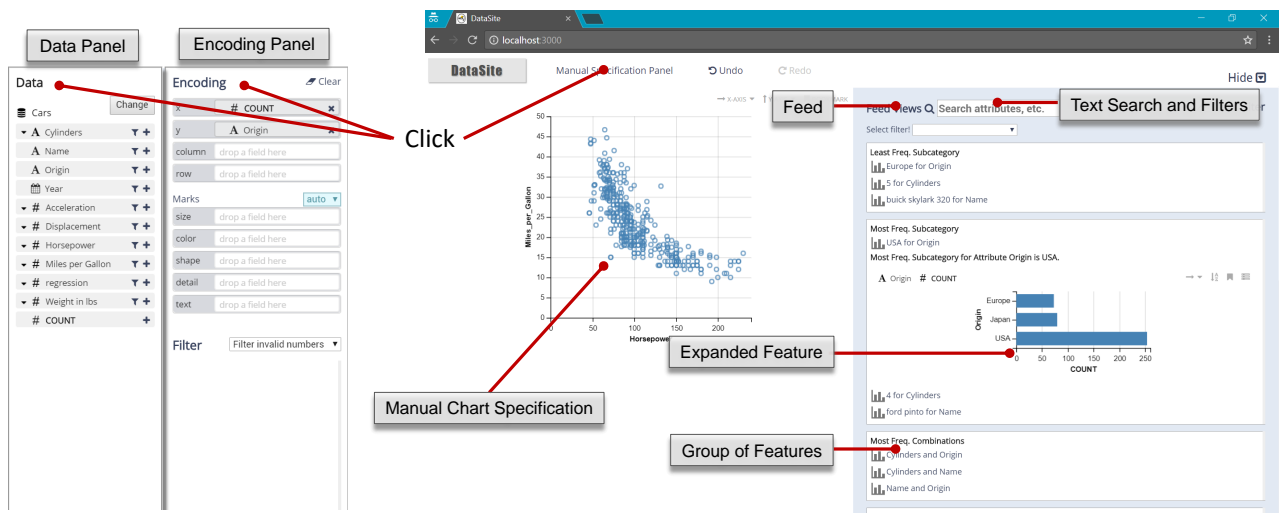 Data Panel
Encoding Panel
Data
Cars
Change
A Cylinders
A Name
A Origin
Year
# Acceleration
# Displacement
# Horsepower
# Miles per Gallon
# regression
# Weight in lbs
# COUNT
Encoding
Clear
x # COUNT
y A Origin
column drop a field here
row drop a field here
Marks
auto
size drop a field here
color drop a field here
shape drop a field here
detail drop a field here
text drop a field here
Filter
Filter invalid numbers
Click
DataSite
localhost:3000
DataSite
Manual Specification Panel
Undo
Redo
Hide
X-AXIS
MARK
50
45
40
35
30
25
20
15
10
5
0
Miles_per_Gallon
0 50 100 150 200
Manual Chart Specification
Feed
Feed Views
Search attributes, etc.
Text Search and Filters
Select filter!
Least Freq. Subcategory
Europe for Origin
5 for Cylinders
buick skylark 320 for Name
Most Freq. Subcategory
USA for Origin
Most Freq. Subcategory for Attribute Origin is USA.
A Origin # COUNT
Origin
Europe
Japan
USA
0 50 100 150 200 250
COUNT
Expanded Feature
4 for Cylinders
ford pinto for Name
Group of Features
Most Freq. Combinations
Cylinders and Origin
Cylinders and Name
Name and Origin